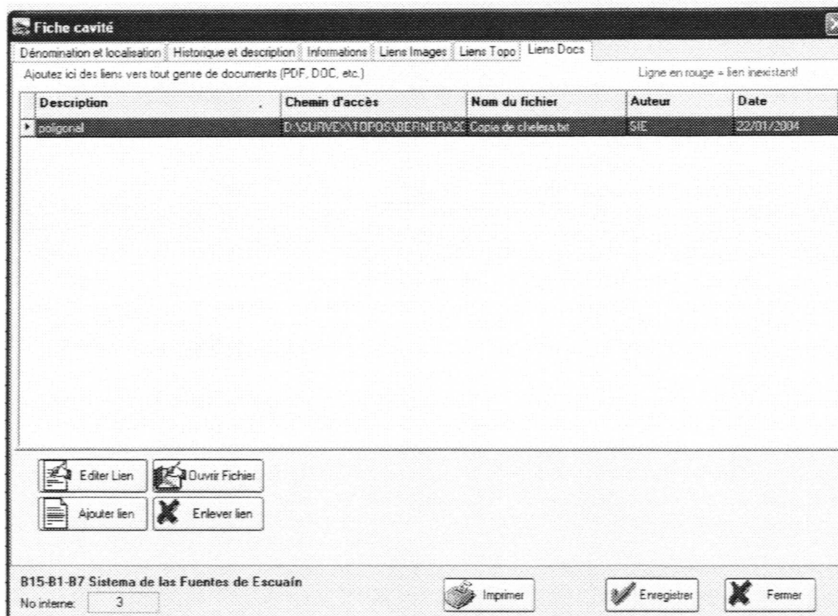 Fiche cavité
Dénomination et localisation Historique et description Informations Liens Images Liens Topo Liens Docs
Ajoutez ici des liens vers tout genre de documents (PDF, DOC, etc.) Ligne en rouge = lien inexistant!
Description Chemin d'accès Nom du fichier Auteur Date
poligonal D:\SURVEX\TOPOS\BERNERA20 Copia de chelera.txt SIE 22/01/2004
Editer Lien Ouvrir Fichier
Ajouter lien Enlever lien
B15-B1-B7 Sistema de las Fuentes de Escuaín
No interne: 3 Imprimer Enregistrer Fermer